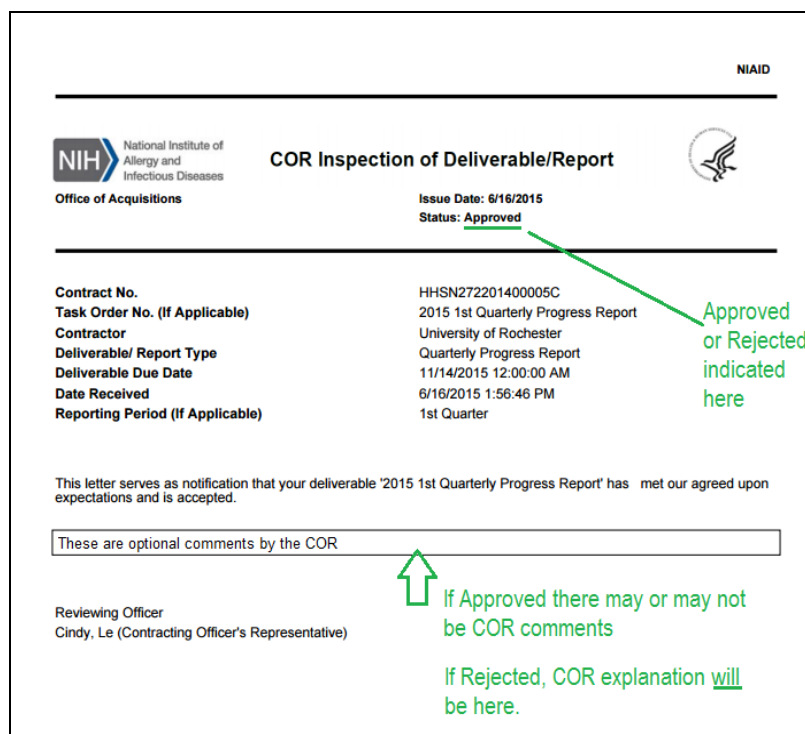 NIAID
NIH
National Institute of
Allergy and
Infectious Diseases
COR Inspection of Deliverable/Report
Office of Acquisitions
Issue Date: 6/16/2015
Status: Approved
Contract No. HHSN272201400005C
Task Order No. (If Applicable) 2015 1st Quarterly Progress Report
Contractor University of Rochester
Deliverable/ Report Type Quarterly Progress Report
Deliverable Due Date 11/14/2015 12:00:00 AM
Date Received 6/16/2015 1:56:46 PM
Reporting Period (If Applicable) 1st Quarter
Approved
or Rejected
indicated
here
This letter serves as notification that your deliverable '2015 1st Quarterly Progress Report' has met our agreed upon
expectations and is accepted.
These are optional comments by the COR
If Approved there may or may not
be COR comments
If Rejected, COR explanation will
be here.
Reviewing Officer
Cindy, Le (Contracting Officer's Representative)